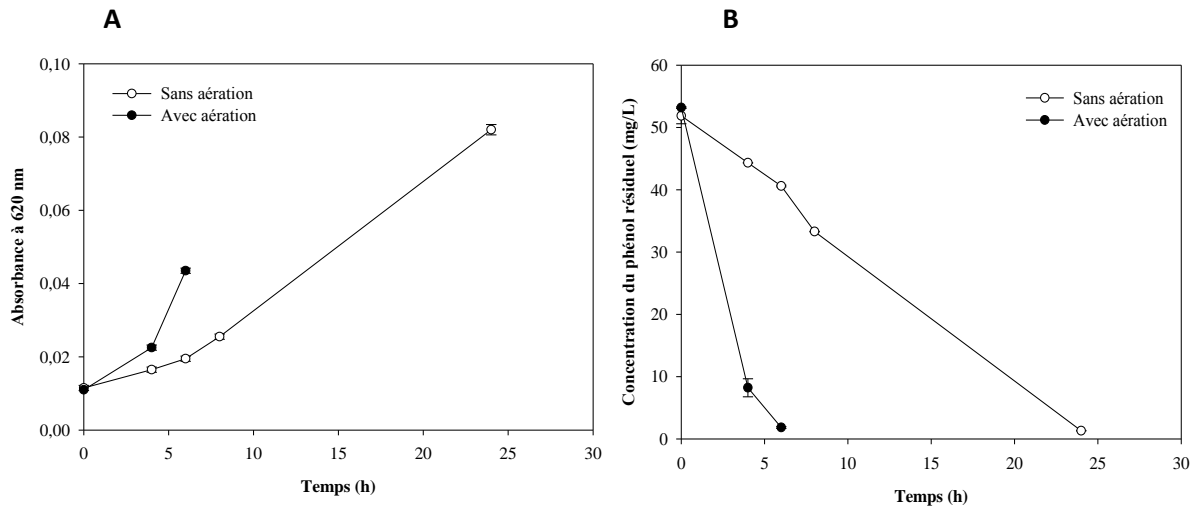 A
B
0,10
0,08
0,06
0,04
0,02
0,00
Absorbance à 620 nm
Sans aération
Avec aération
0
5
10
15
20
25
30
Temps (h)
60
50
40
30
20
10
0
Concentration du phénol résiduel (mg/L)
Sans aération
Avec aération
0
5
10
15
20
25
30
Temps (h)